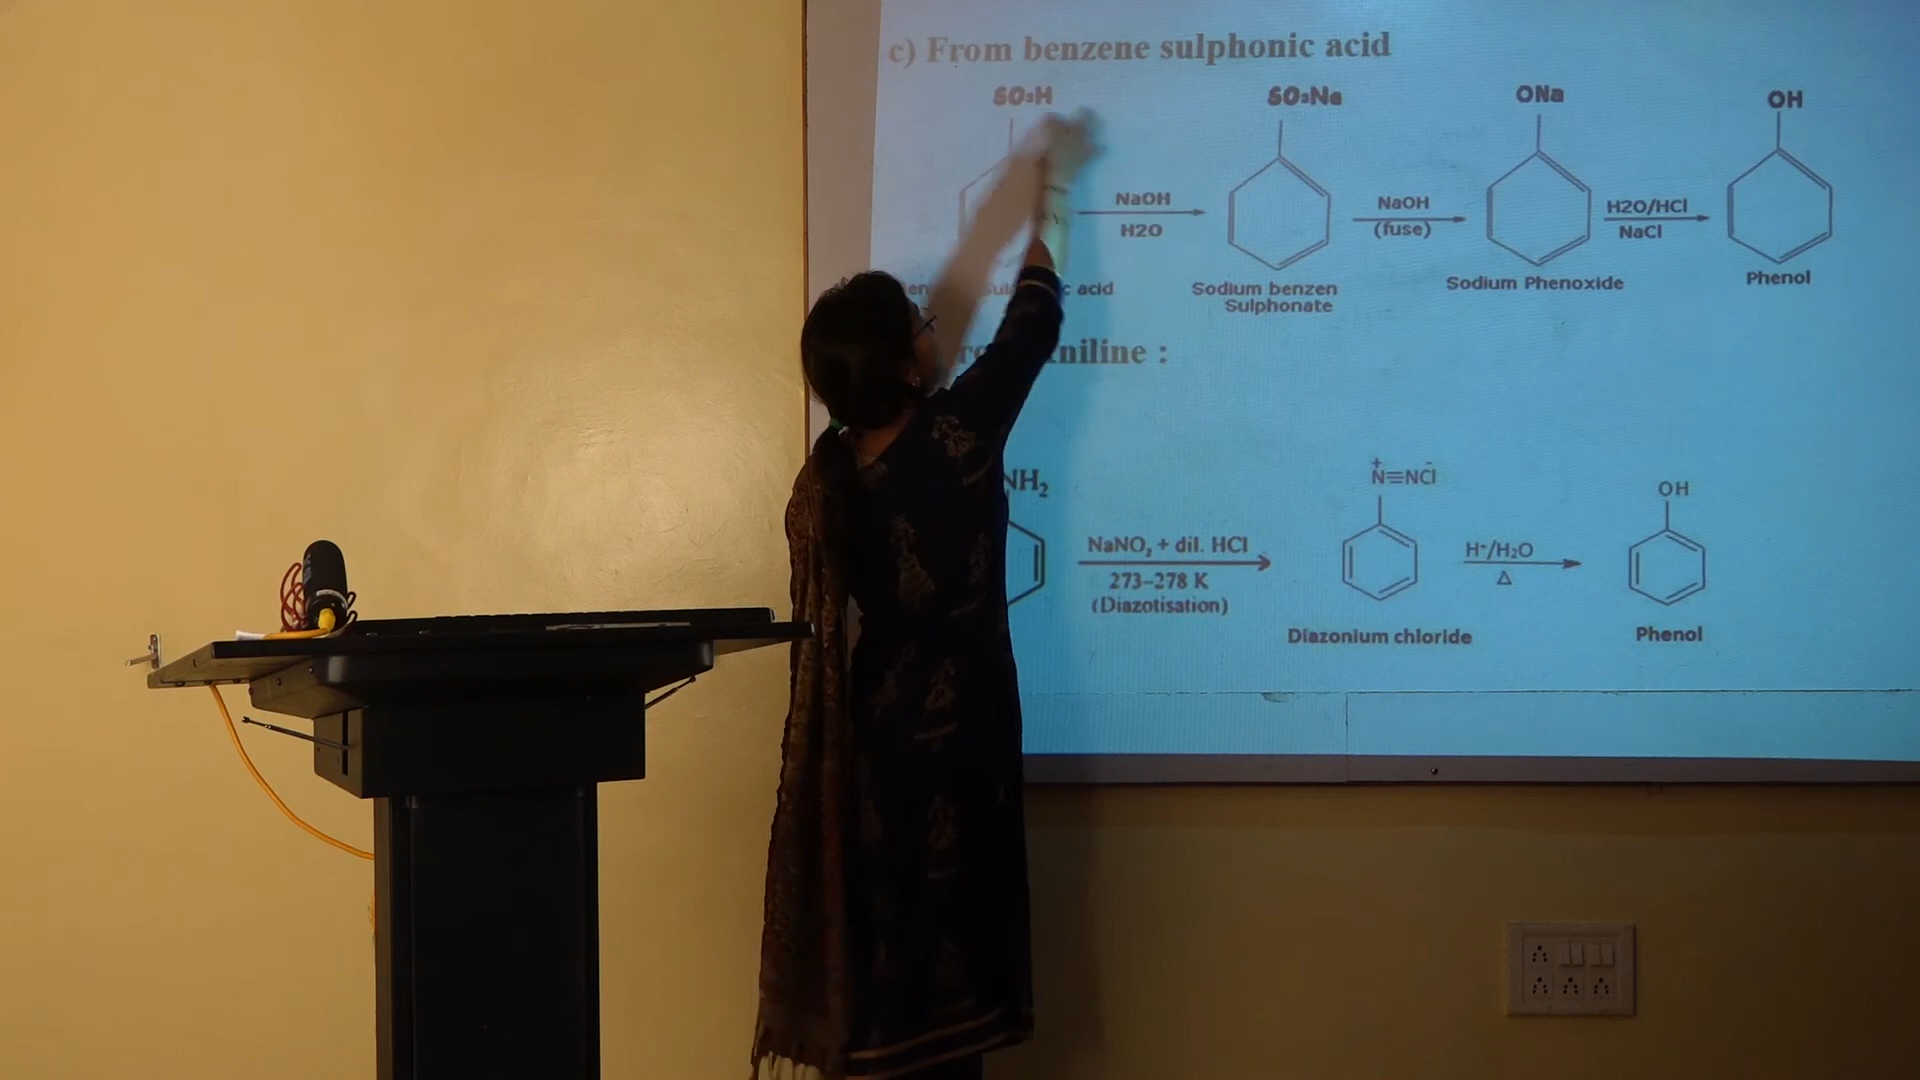 c) From benzene sulphonic acid
SO₃H
SO₃Na
ONa
OH
NaOH
H2O
NaOH
(fuse)
H2O/HCl
NaCl
acid
Sodium benzen
Sulphonate
Sodium Phenoxide
Phenol
niline :
NH₂
N≡NCl
+ -
OH
NaNO₂ + dil. HCl
273–278 K
(Diazotisation)
H⁺/H₂O
Δ
Diazonium chloride
Phenol